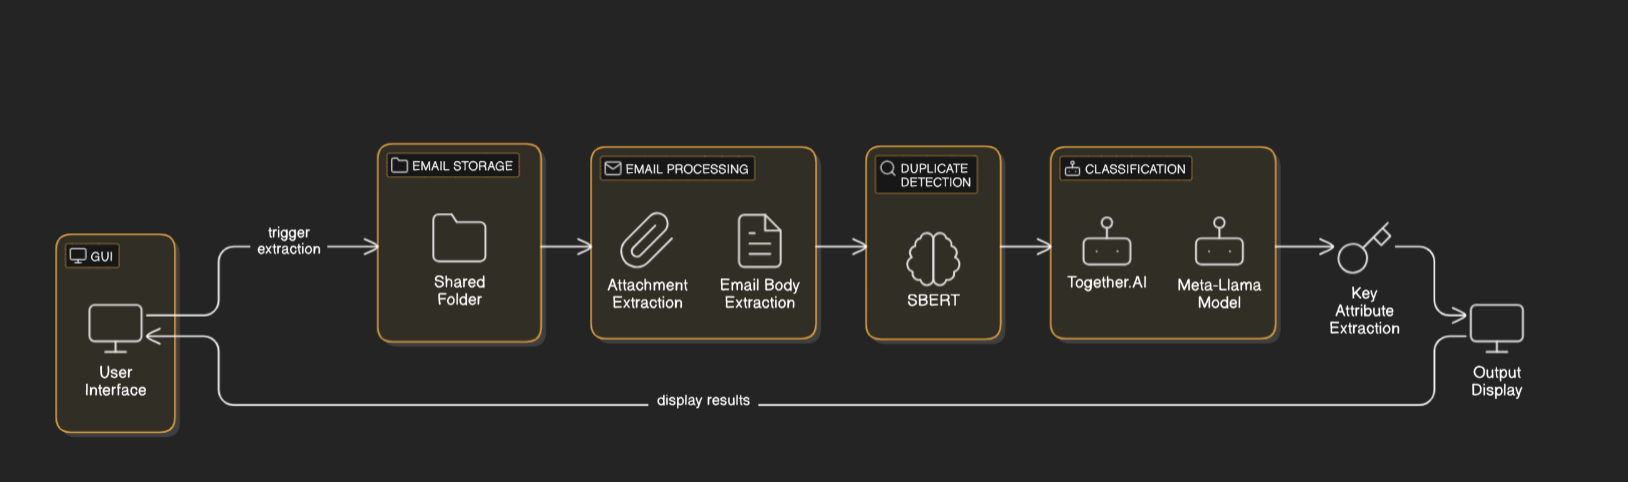 GUI
User
Interface
trigger
extraction
EMAIL STORAGE
Shared
Folder
EMAIL PROCESSING
Attachment
Extraction
Email Body
Extraction
DUPLICATE
DETECTION
SBERT
CLASSIFICATION
Together.AI
Meta-Llama
Model
Key
Attribute
Extraction
Output
Display
display results